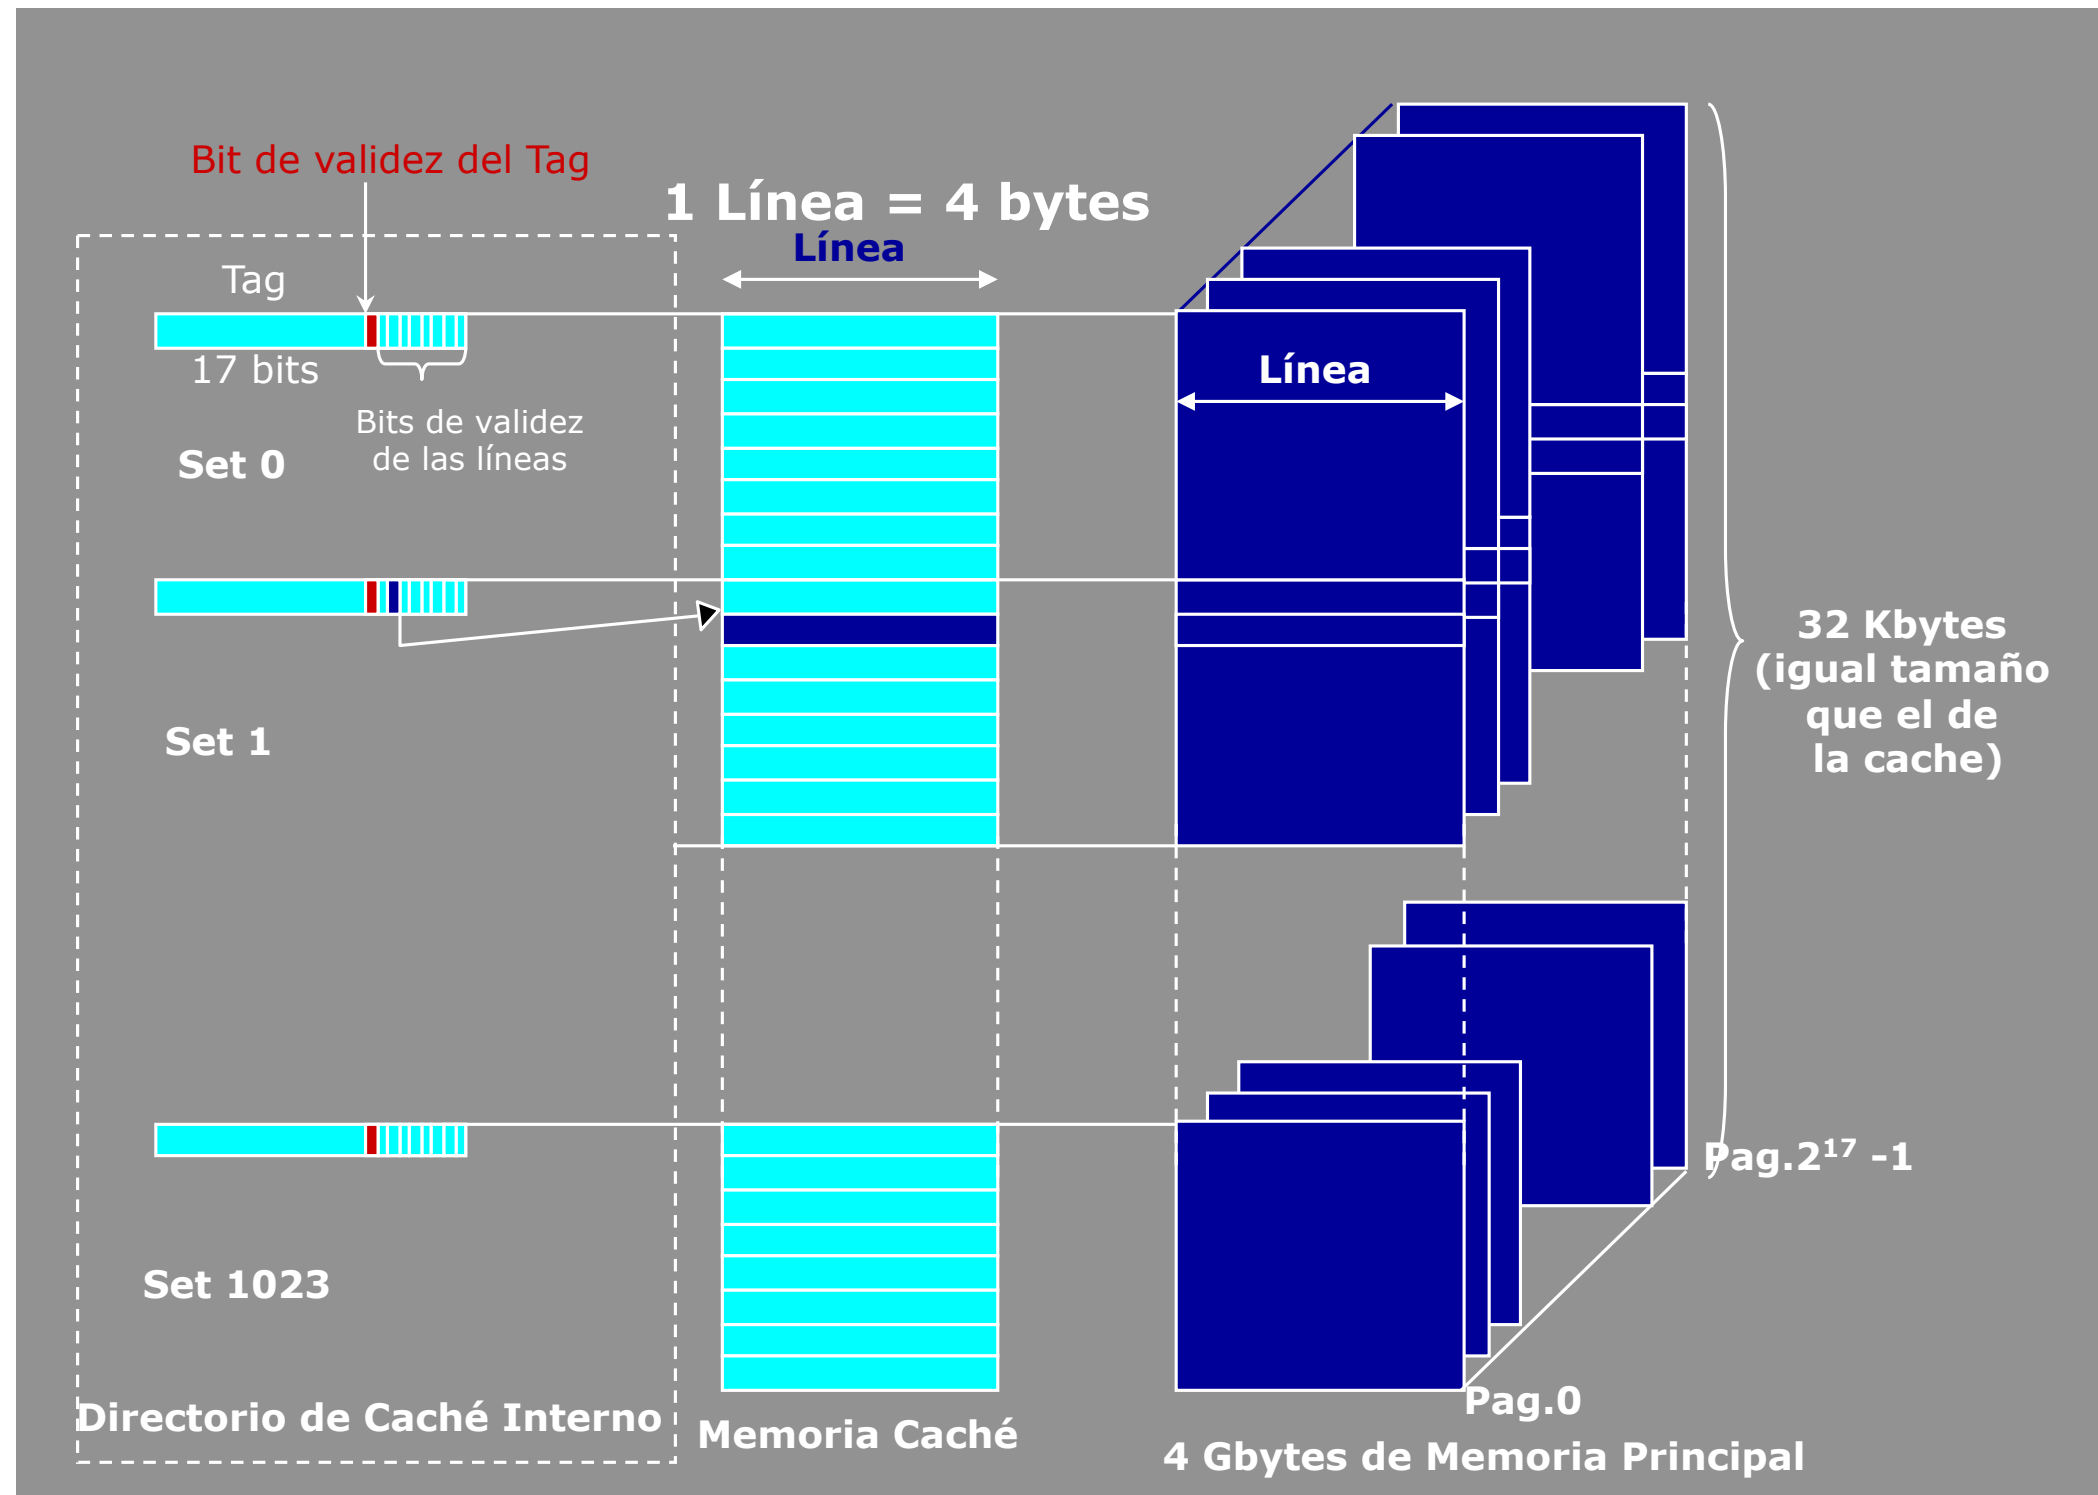 Bit de validez del Tag
1 Línea = 4 bytes
Línea
Tag
17 bits
Bits de validez
de las líneas
Set 0
Línea
Set 1
32 Kbytes
(igual tamaño
que el de
la cache)
Set 1023
Pag.2¹⁷ -1
Pag.0
Directorio de Caché Interno
Memoria Caché
4 Gbytes de Memoria Principal